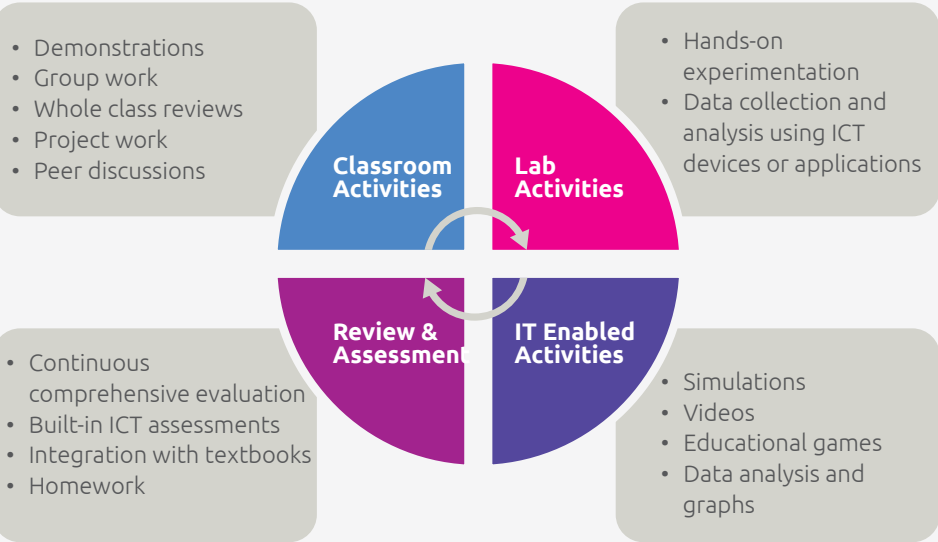 • Demonstrations
• Group work
• Whole class reviews
• Project work
• Peer discussions
Classroom
Activities
Lab
Activities
• Hands-on
experimentation
• Data collection and
analysis using ICT
devices or applications
Review &
Assessment
IT Enabled
Activities
• Continuous
comprehensive evaluation
• Built-in ICT assessments
• Integration with textbooks
• Homework
• Simulations
• Videos
• Educational games
• Data analysis and
graphs